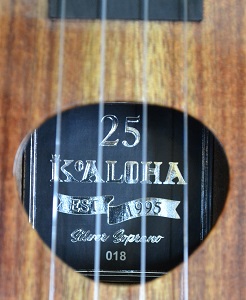 25
KoALOHA
EST 1995
Silver Soprano
018